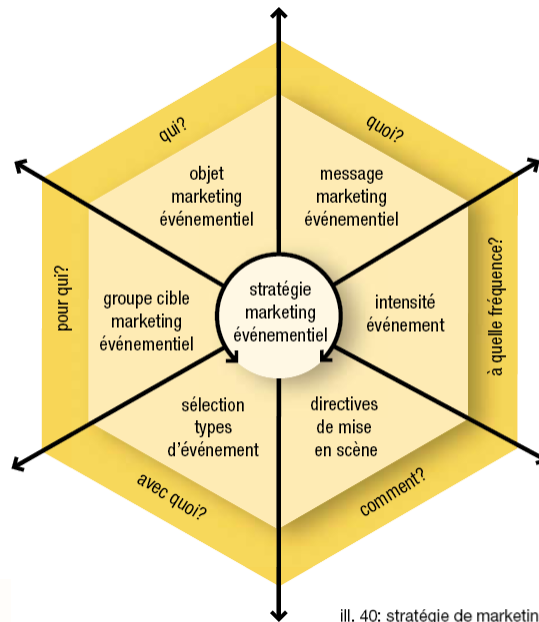 qui?
quoi?
objet
marketing
événementiel
message
marketing
événementiel
pour qui?
groupe cible
marketing
événementiel
stratégie
marketing
événementiel
intensité
événement
à quelle fréquence?
sélection
types
d'événement
directives
de mise
en scène
avec quoi?
comment?
ill. 40: stratégie de marketin